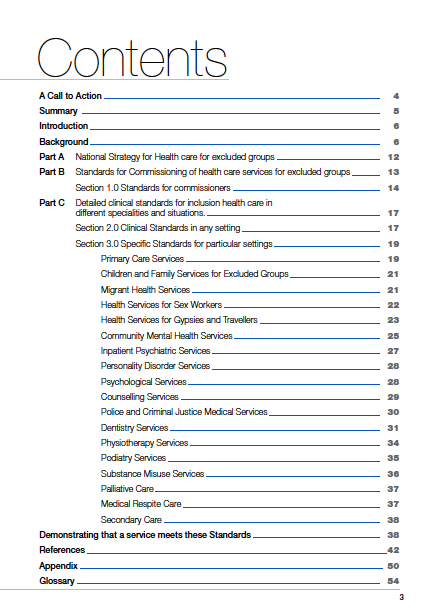 Contents
A Call to Action 4
Summary 5
Introduction 6
Background 6
Part A National Strategy for Health care for excluded groups 12
Part B Standards for Commissioning of health care services for excluded groups 13
Section 1.0 Standards for commissioners 14
Part C Detailed clinical standards for inclusion health care in
different specialities and situations. 17
Section 2.0 Clinical Standards in any setting 17
Section 3.0 Specific Standards for particular settings 19
Primary Care Services 19
Children and Family Services for Excluded Groups 21
Migrant Health Services 21
Health Services for Sex Workers 22
Health Services for Gypsies and Travellers 23
Community Mental Health Services 25
Inpatient Psychiatric Services 27
Personality Disorder Services 28
Psychological Services 28
Counselling Services 29
Police and Criminal Justice Medical Services 30
Dentistry Services 31
Physiotherapy Services 34
Podiatry Services 35
Substance Misuse Services 36
Palliative Care 37
Medical Respite Care 37
Secondary Care 38
Demonstrating that a service meets these Standards 38
References 42
Appendix 50
Glossary 54
3